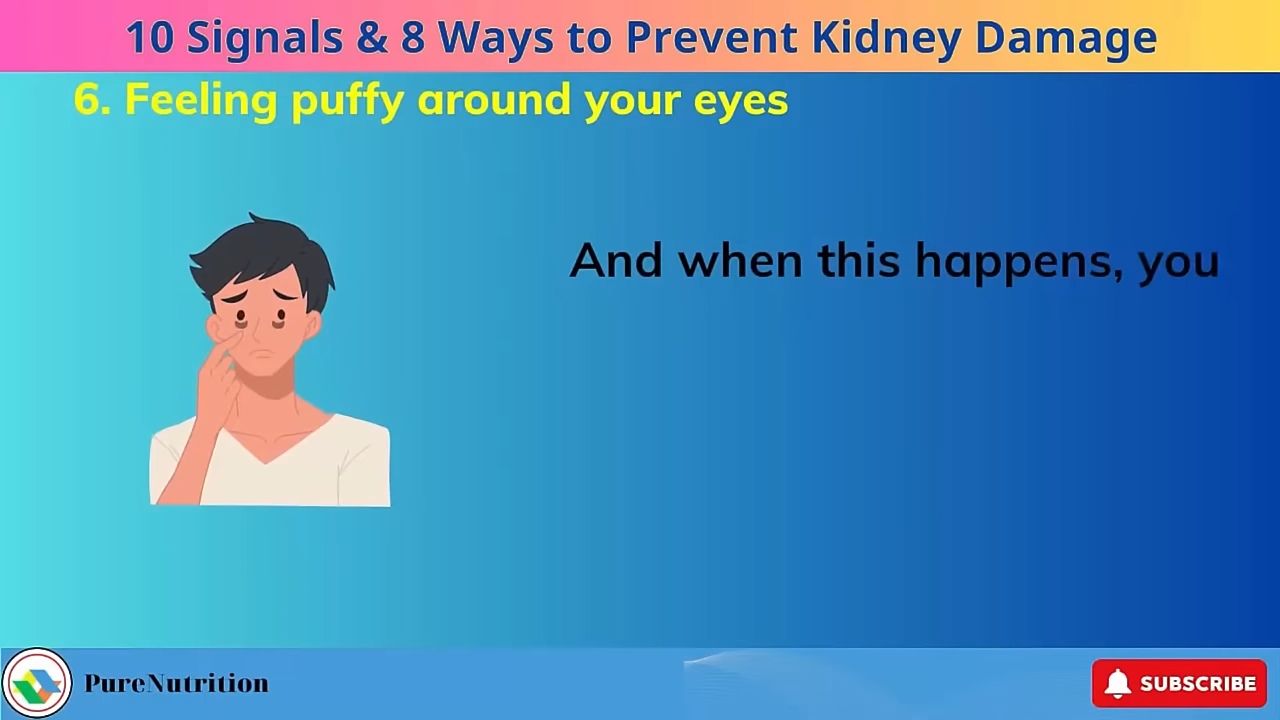 10 Signals & 8 Ways to Prevent Kidney Damage
6. Feeling puffy around your eyes
And when this happens, you
PureNutrition
SUBSCRIBE